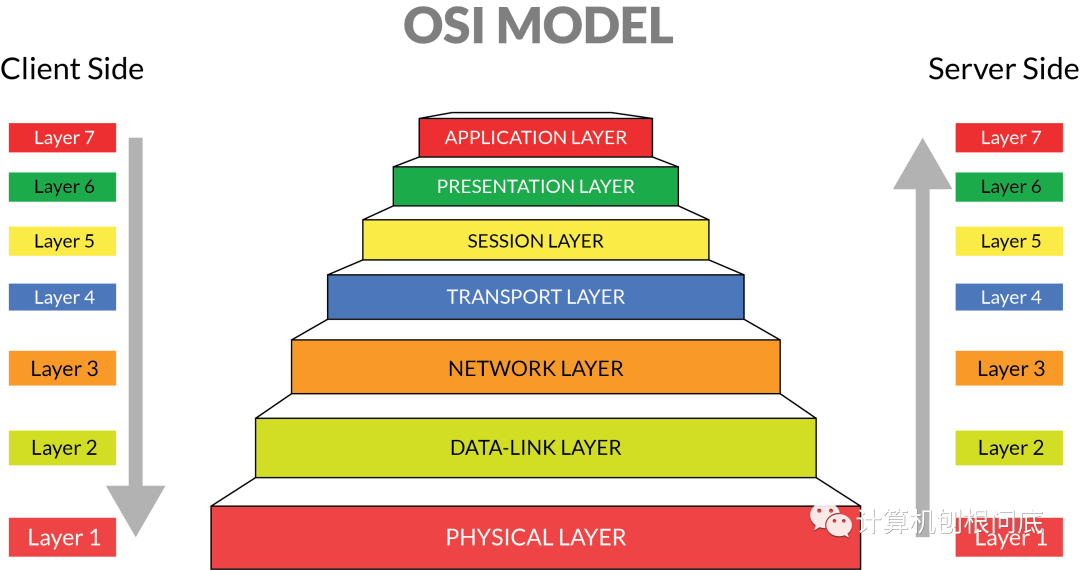 OSI MODEL
Client Side
Server Side
Layer 7
APPLICATION LAYER
Layer 7
Layer 6
PRESENTATION LAYER
Layer 6
Layer 5
SESSION LAYER
Layer 5
Layer 4
TRANSPORT LAYER
Layer 4
Layer 3
NETWORK LAYER
Layer 3
Layer 2
DATA-LINK LAYER
Layer 2
计算机刨根问底
Layer 1
PHYSICAL LAYER
Layer 1